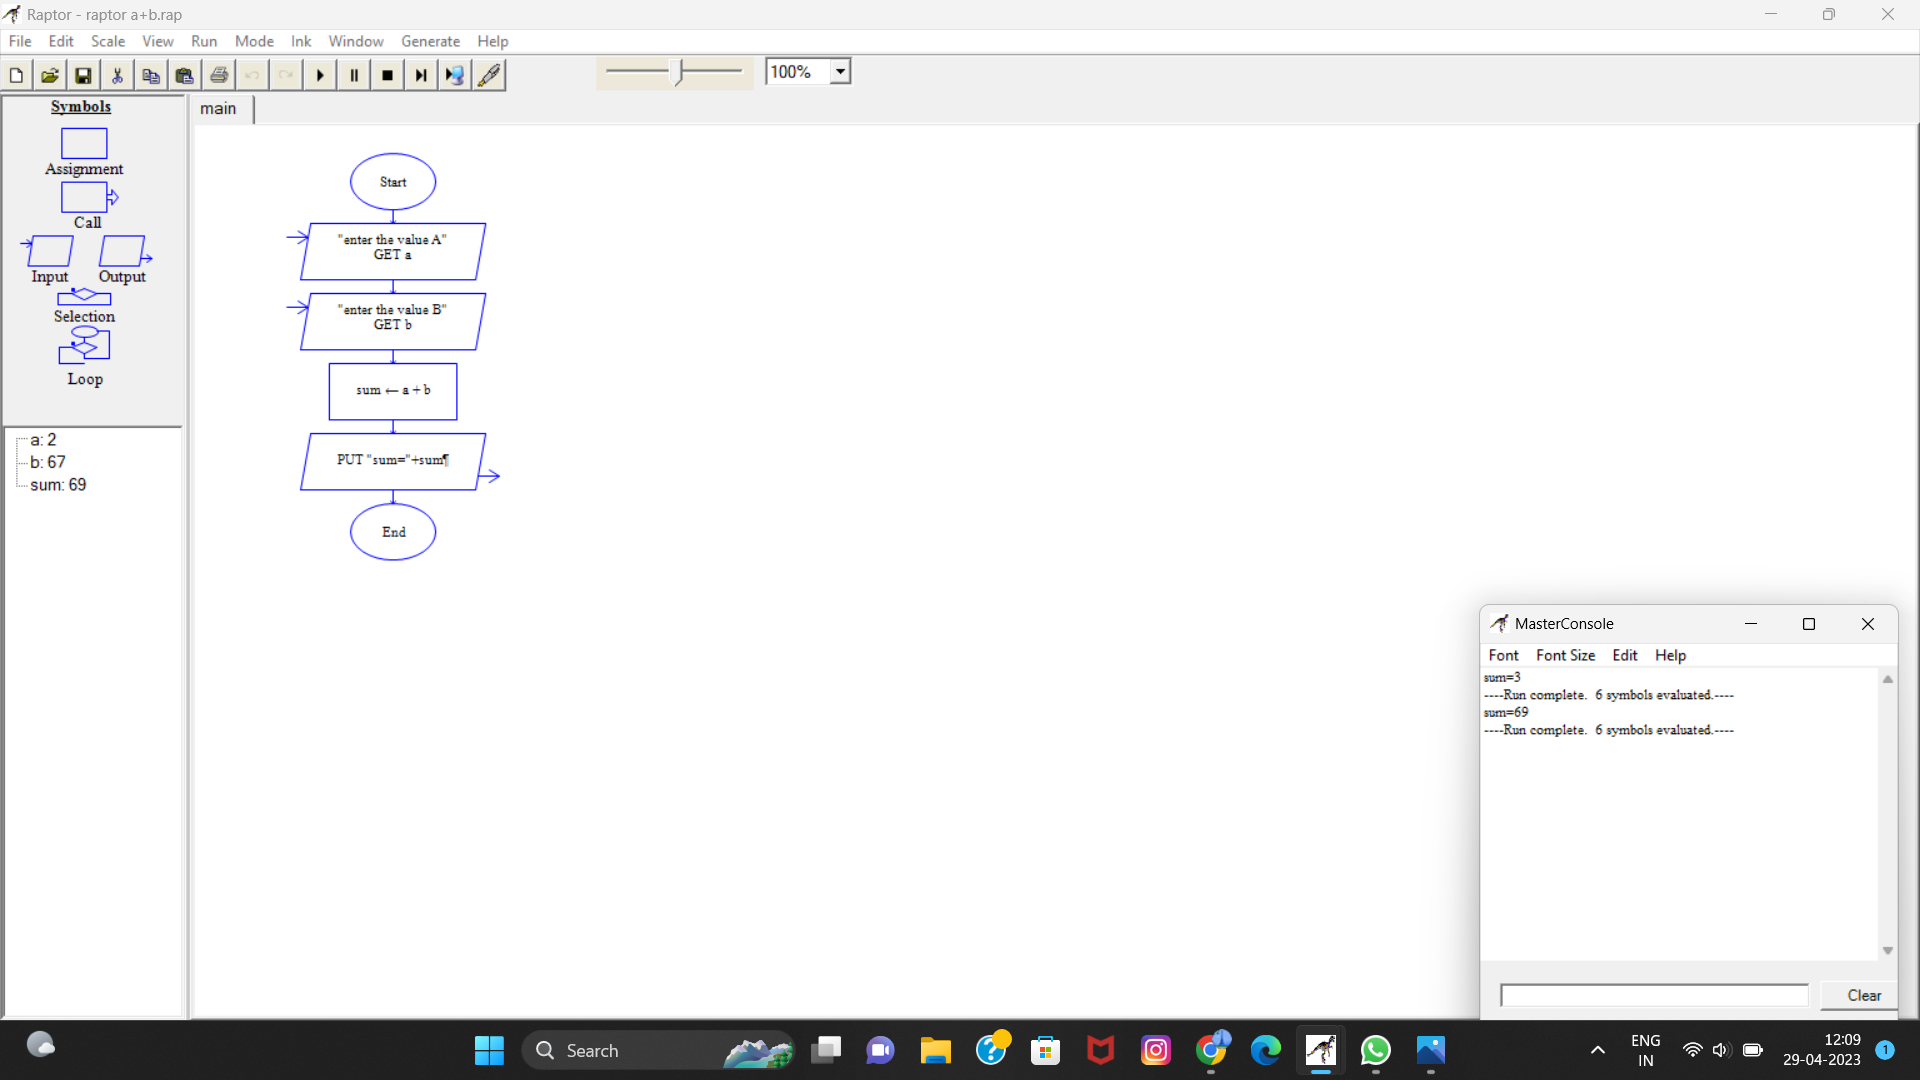 Raptor - raptor a+b.rap
File Edit Scale View Run Mode Ink Window Generate Help
100%
Symbols
Assignment
Call
Input Output
Selection
Loop
a: 2
b: 67
sum: 69
main
Start
"enter the value A"
GET a
"enter the value B"
GET b
sum ← a + b
PUT "sum="+sum¶
End
MasterConsole
Font Font Size Edit Help
sum=3
----Run complete. 6 symbols evaluated.----
sum=69
----Run complete. 6 symbols evaluated.----
Clear
Search
ENG
IN
12:09
29-04-2023
1